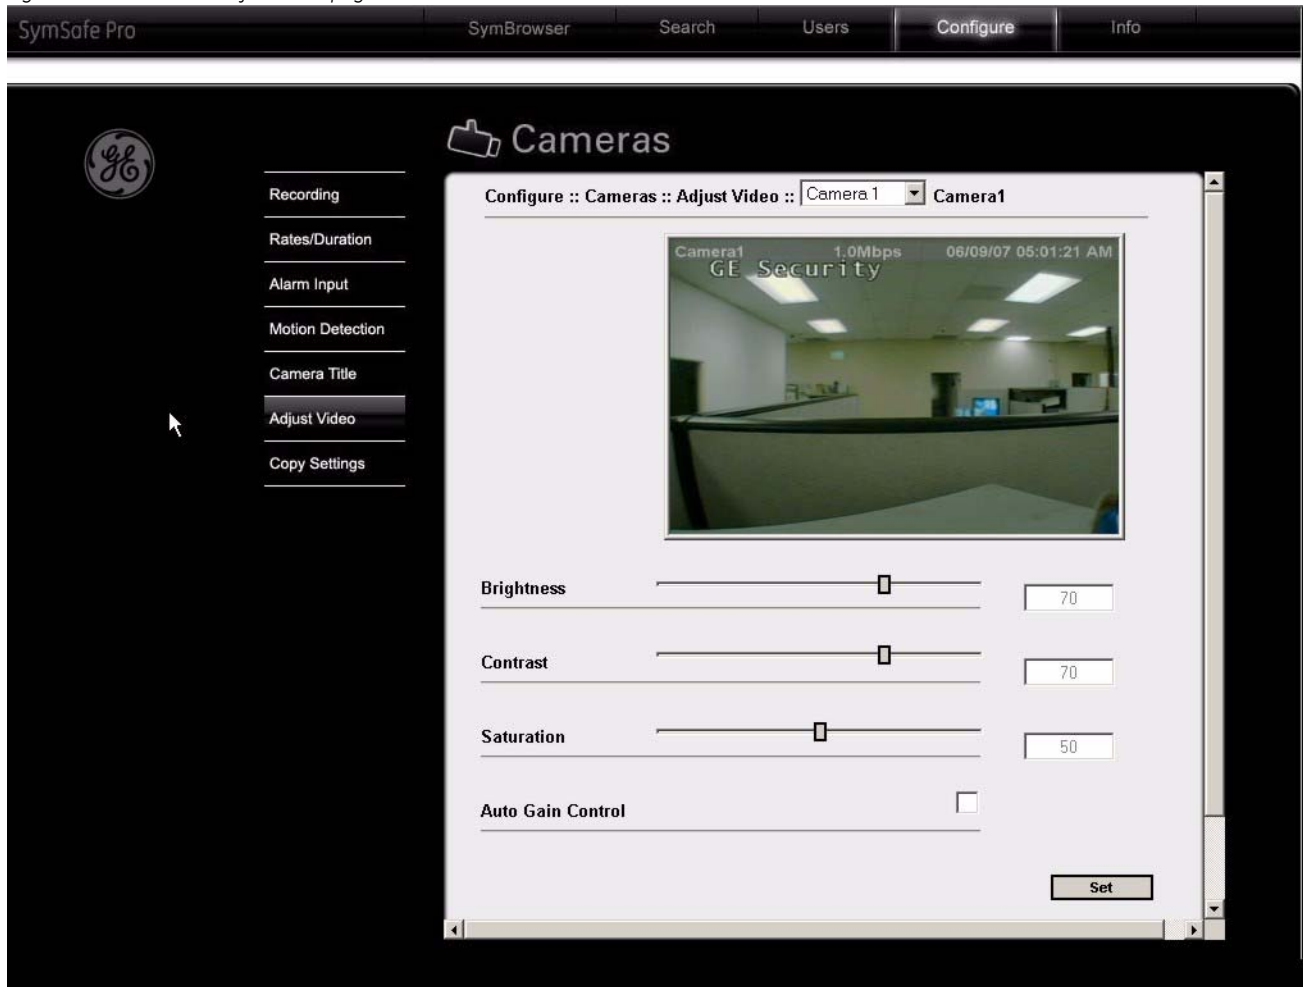 SymSafe Pro
SymBrowser Search Users Configure Info
GE
Cameras
Recording
Rates/Duration
Alarm Input
Motion Detection
Camera Title
Adjust Video
Copy Settings
Configure :: Cameras :: Adjust Video :: Camera 1 Camera1
Camera1 1.0Mbps 06/09/07 05:01:21 AM
GE Security
Brightness 70
Contrast 70
Saturation 50
Auto Gain Control
Set